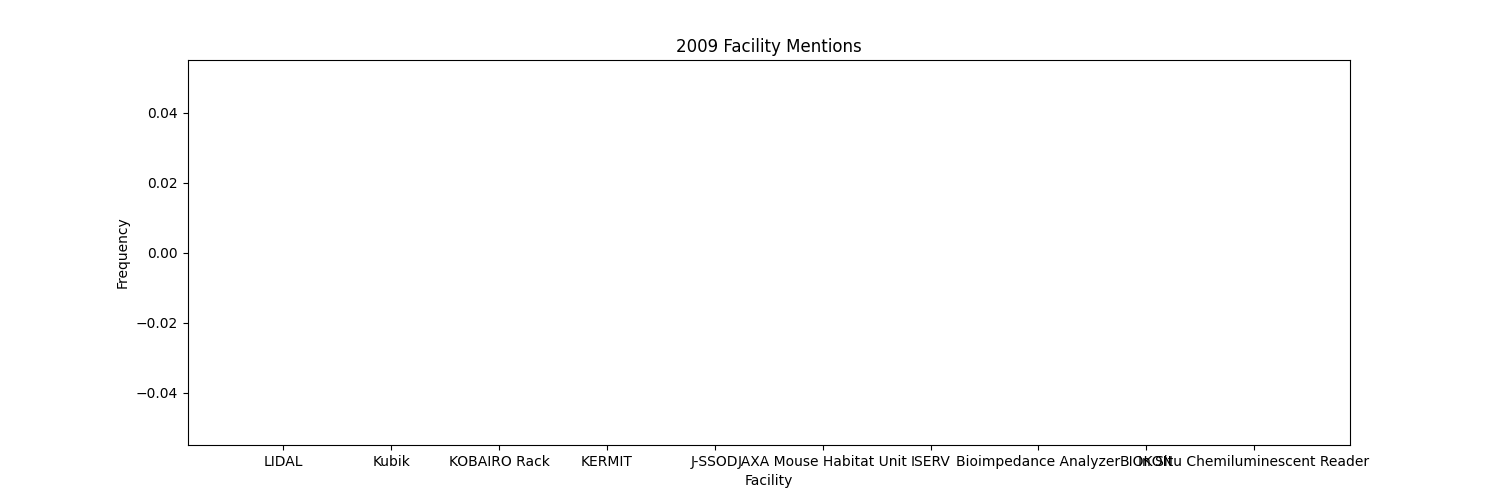 2009 Facility Mentions
0.04
0.02
0.00
−0.02
−0.04
Frequency
LIDAL
Kubik
KOBAIRO Rack
KERMIT
J-SSOD
JAXA Mouse Habitat Unit
ISERV
Bioimpedance Analyzer
BIOKON
In Situ Chemiluminescent Reader
Facility